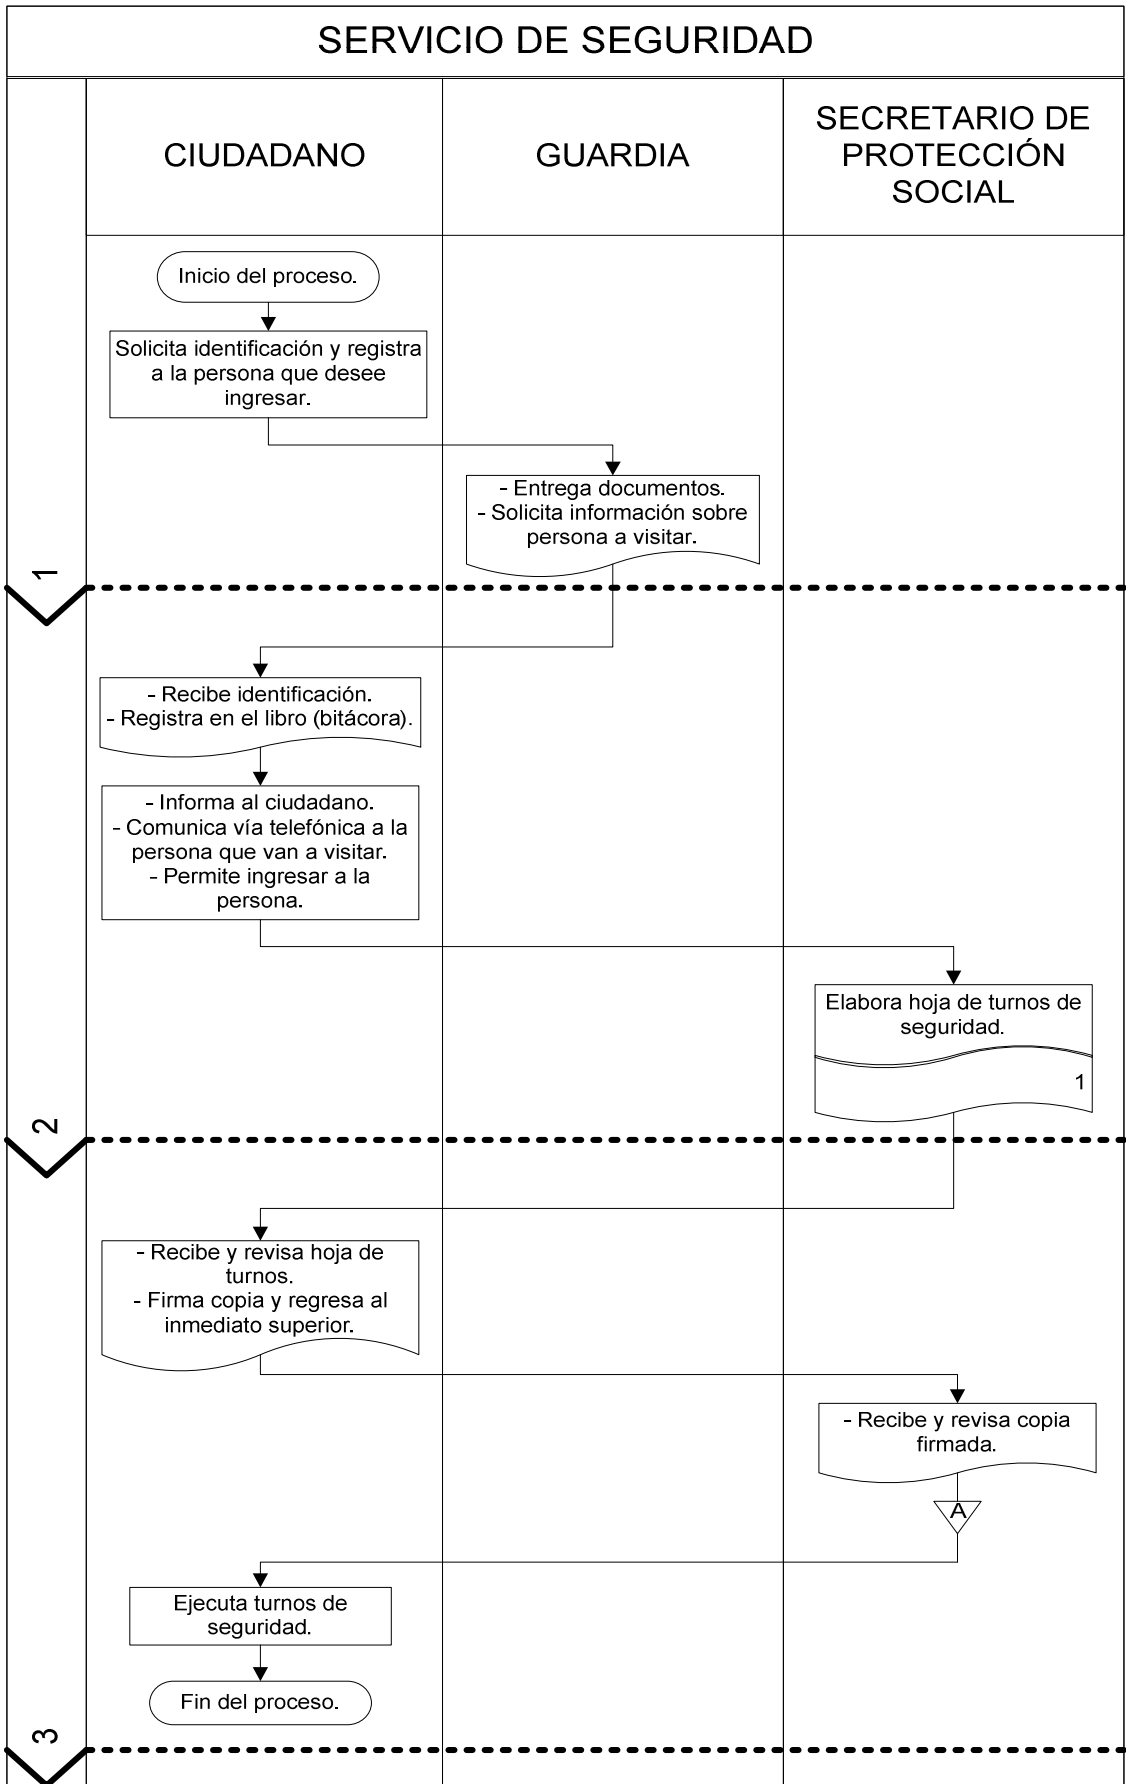 SERVICIO DE SEGURIDAD
CIUDADANO
GUARDIA
SECRETARIO DE
PROTECCIÓN
SOCIAL
Inicio del proceso.
Solicita identificación y registra
a la persona que desee
ingresar.
- Entrega documentos.
- Solicita información sobre
persona a visitar.
1
- Recibe identificación.
- Registra en el libro (bitácora).
- Informa al ciudadano.
- Comunica vía telefónica a la
persona que van a visitar.
- Permite ingresar a la
persona.
Elabora hoja de turnos de
seguridad.
1
2
- Recibe y revisa hoja de
turnos.
- Firma copia y regresa al
inmediato superior.
- Recibe y revisa copia
firmada.
A
Ejecuta turnos de
seguridad.
Fin del proceso.
3